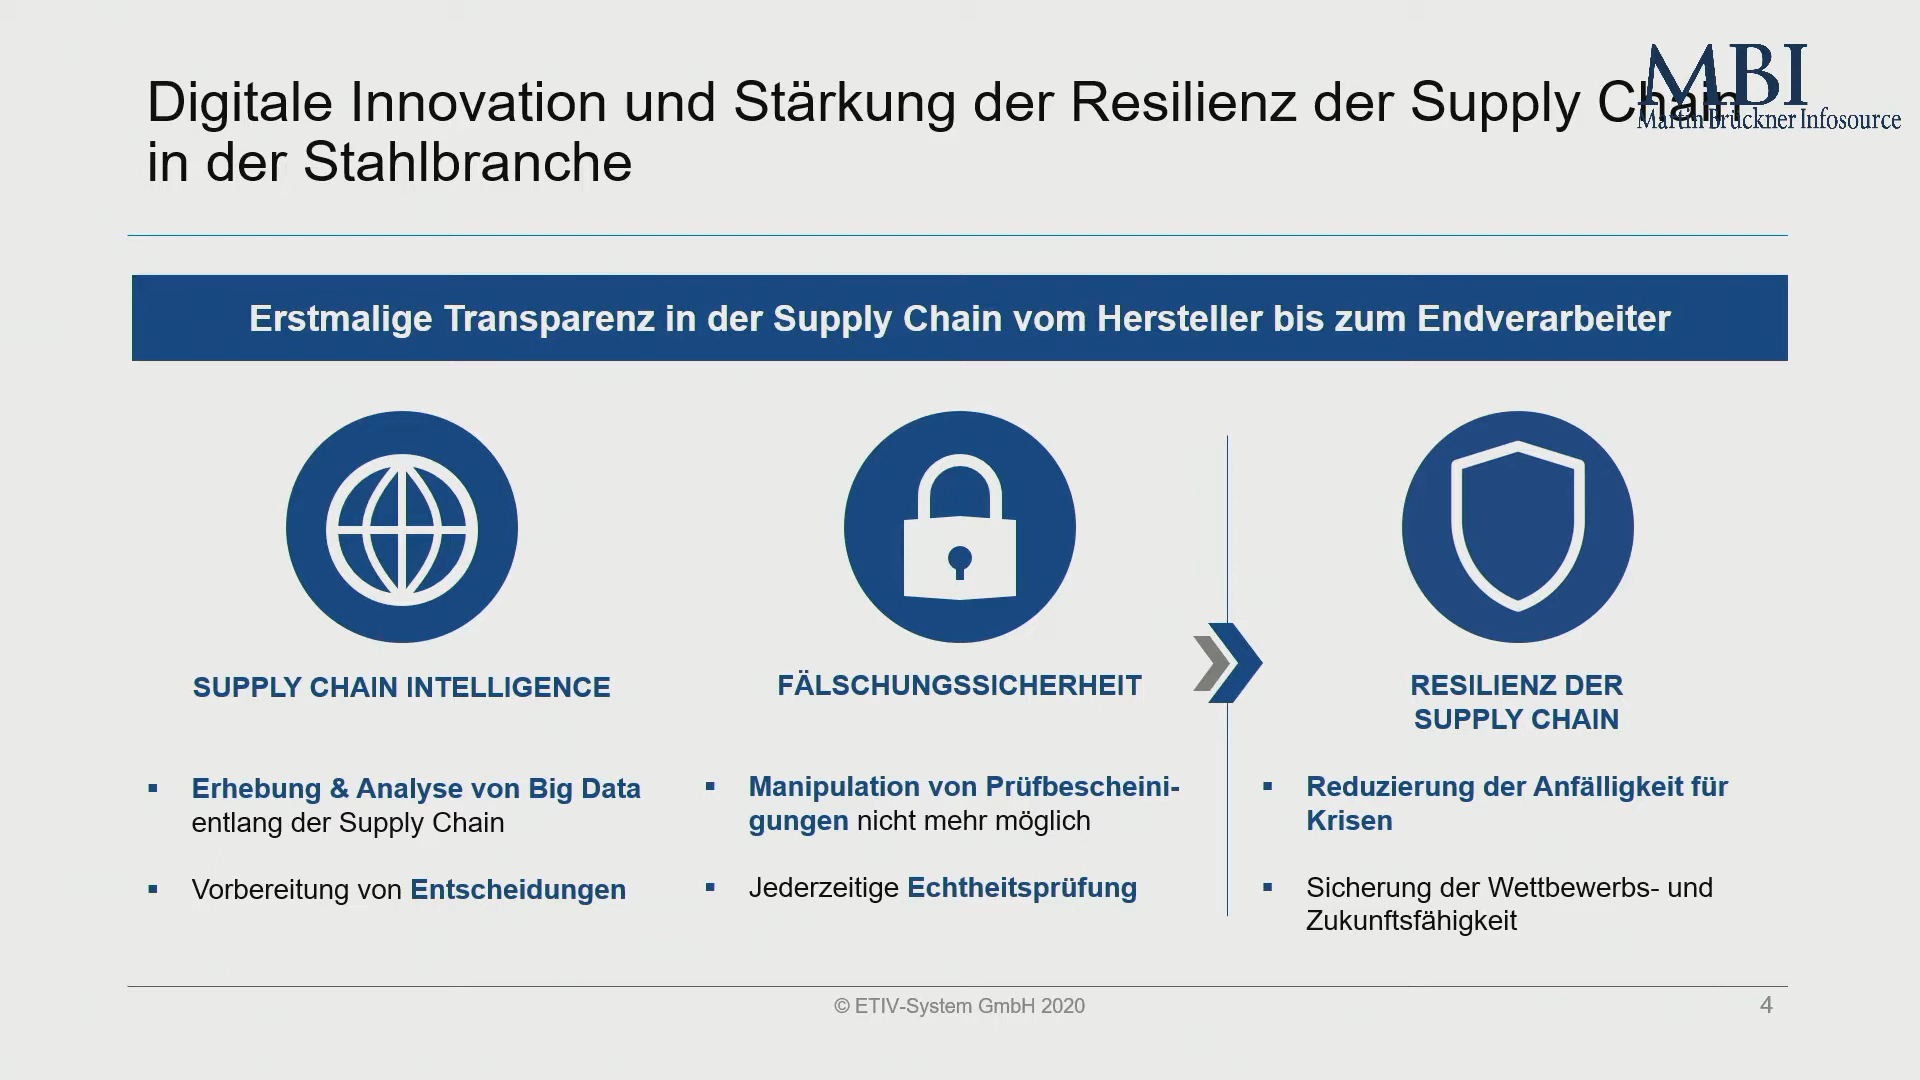 Digitale Innovation und Stärkung der Resilienz der Supply Chain
in der Stahlbranche
MBI
Martin Brückner Infosource
Erstmalige Transparenz in der Supply Chain vom Hersteller bis zum Endverarbeiter
SUPPLY CHAIN INTELLIGENCE
▪ Erhebung & Analyse von Big Data
entlang der Supply Chain
▪ Vorbereitung von Entscheidungen
FÄLSCHUNGSSICHERHEIT
▪ Manipulation von Prüfbescheini-
gungen nicht mehr möglich
▪ Jederzeitige Echtheitsprüfung
RESILIENZ DER
SUPPLY CHAIN
▪ Reduzierung der Anfälligkeit für
Krisen
▪ Sicherung der Wettbewerbs- und
Zukunftsfähigkeit
© ETIV-System GmbH 2020
4